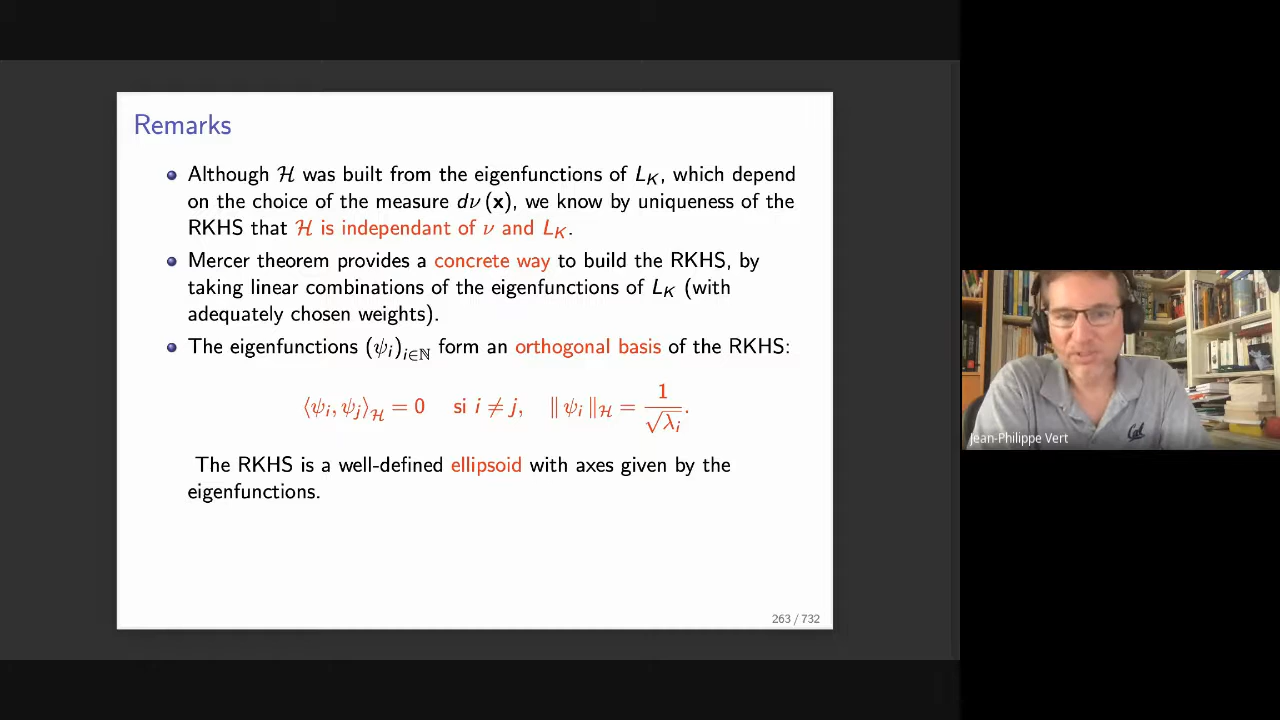 Remarks
Although ℋ was built from the eigenfunctions of L_K, which depend
on the choice of the measure dν(x), we know by uniqueness of the
RKHS that ℋ is independant of ν and L_K.
Mercer theorem provides a concrete way to build the RKHS, by
taking linear combinations of the eigenfunctions of L_K (with
adequately chosen weights).
The eigenfunctions (ψ_i)_{i∈ℕ} form an orthogonal basis of the RKHS:
⟨ψ_i, ψ_j⟩_ℋ = 0 si i ≠ j, ‖ψ_i‖_ℋ = 1/√λ_i.
The RKHS is a well-defined ellipsoid with axes given by the
eigenfunctions.
263 / 732
Jean-Philippe Vert
Cal